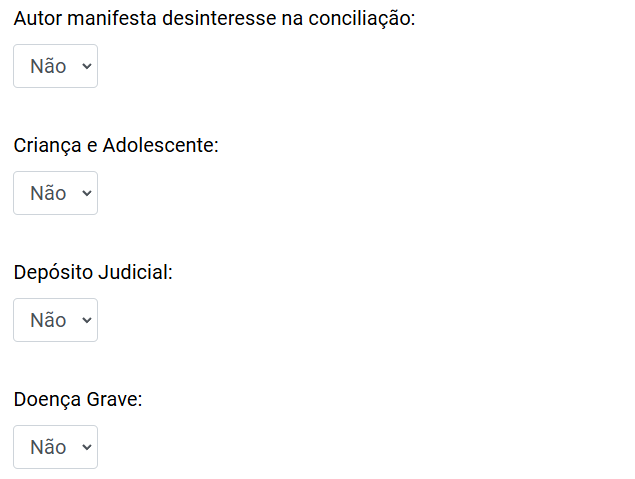 Autor manifesta desinteresse na conciliação:
Não
Criança e Adolescente:
Não
Depósito Judicial:
Não
Doença Grave:
Não